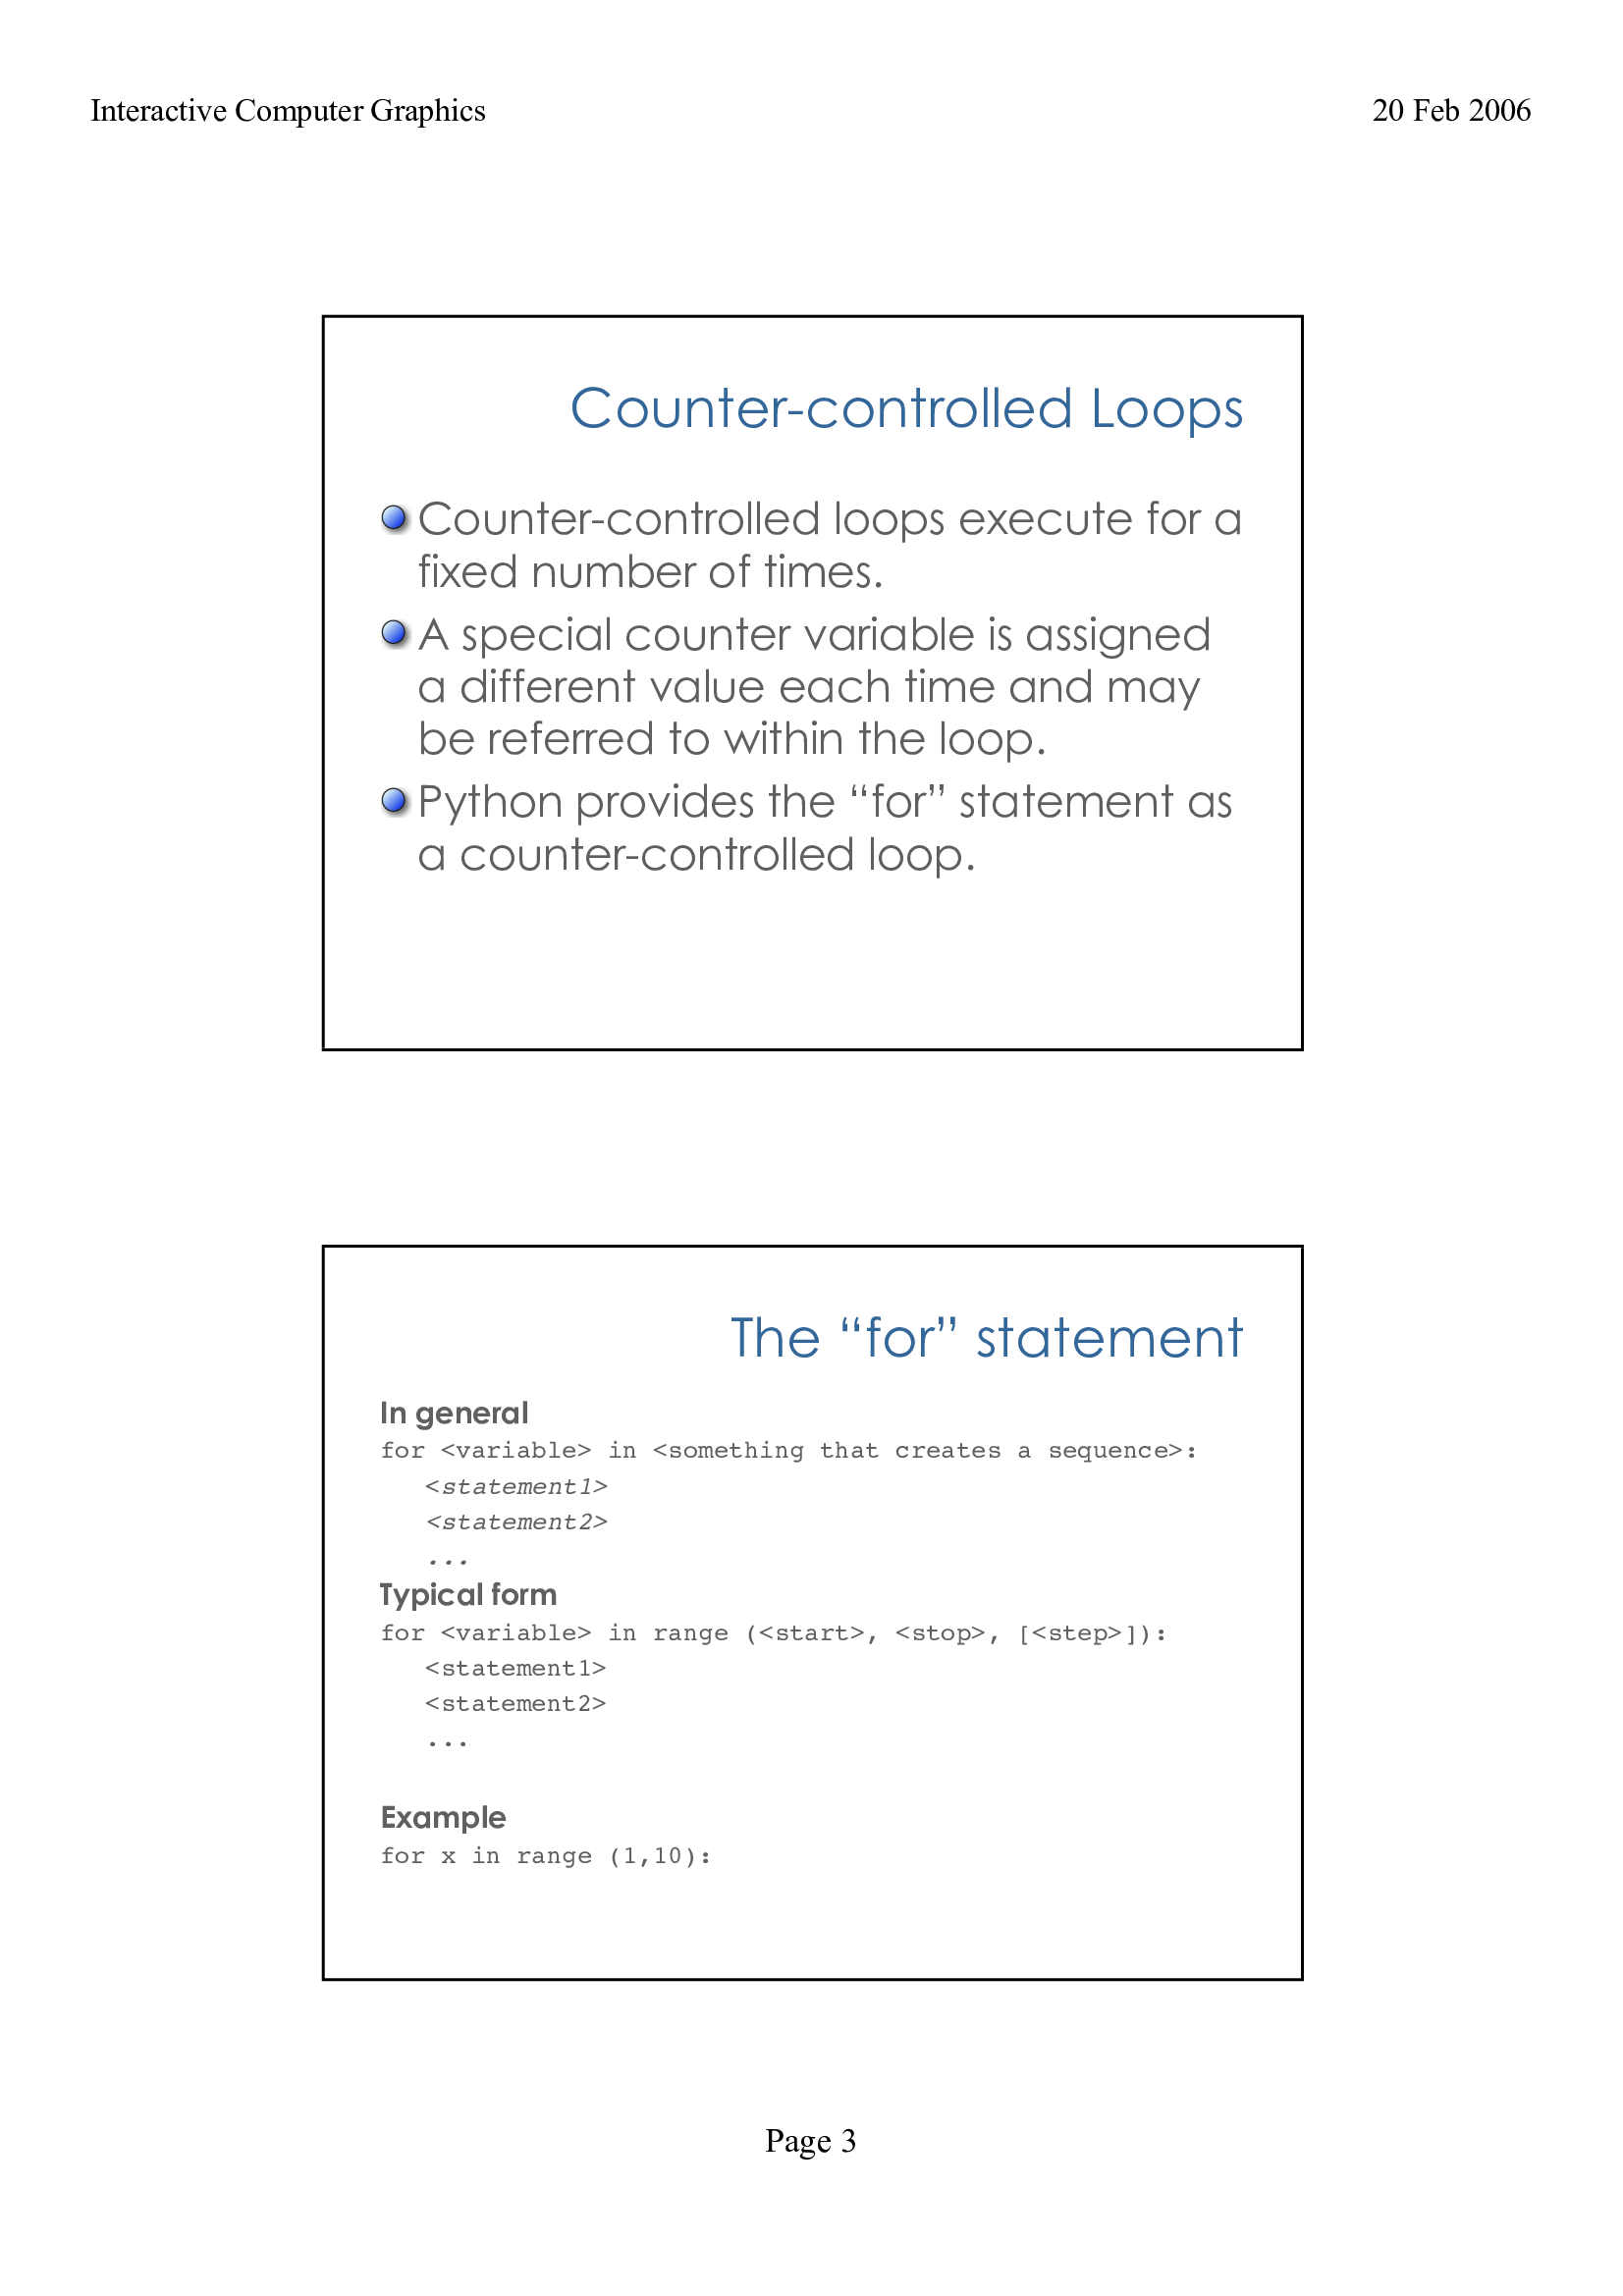 Interactive Computer Graphics
20 Feb 2006
Counter-controlled Loops
Counter-controlled loops execute for a
fixed number of times.
A special counter variable is assigned
a different value each time and may
be referred to within the loop.
Python provides the “for” statement as
a counter-controlled loop.
The “for” statement
In general
for <variable> in <something that creates a sequence>:
<statement1>
<statement2>
...
Typical form
for <variable> in range (<start>, <stop>, [<step>]):
<statement1>
<statement2>
...
Example
for x in range (1,10):
Page 3